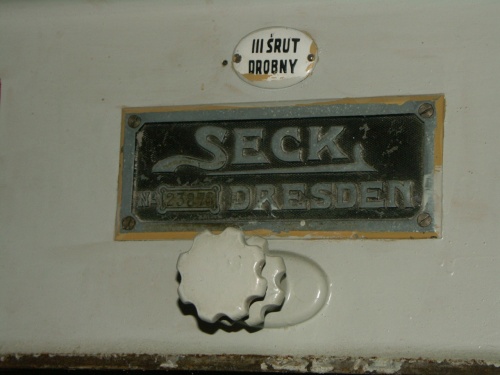 III ŚRUT
DROBNY
SECK
DRESDEN